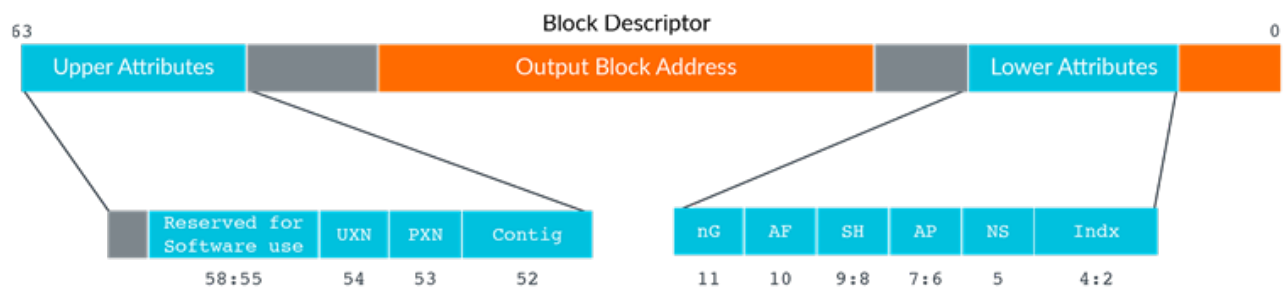 Block Descriptor
63 0
Upper Attributes Output Block Address Lower Attributes
Reserved for
Software use UXN PXN Contig nG AF SH AP NS Indx
58:55 54 53 52 11 10 9:8 7:6 5 4:2